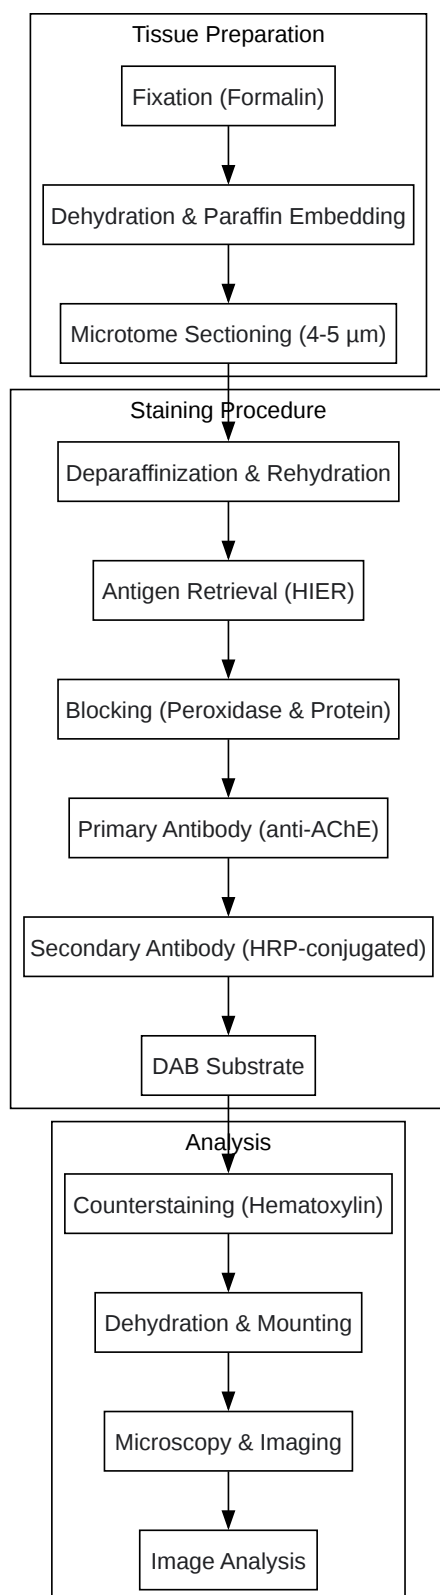 Tissue Preparation
Fixation (Formalin)
Dehydration & Paraffin Embedding
Microtome Sectioning (4-5 µm)
Staining Procedure
Deparaffinization & Rehydration
Antigen Retrieval (HIER)
Blocking (Peroxidase & Protein)
Primary Antibody (anti-AChE)
Secondary Antibody (HRP-conjugated)
DAB Substrate
Analysis
Counterstaining (Hematoxylin)
Dehydration & Mounting
Microscopy & Imaging
Image Analysis